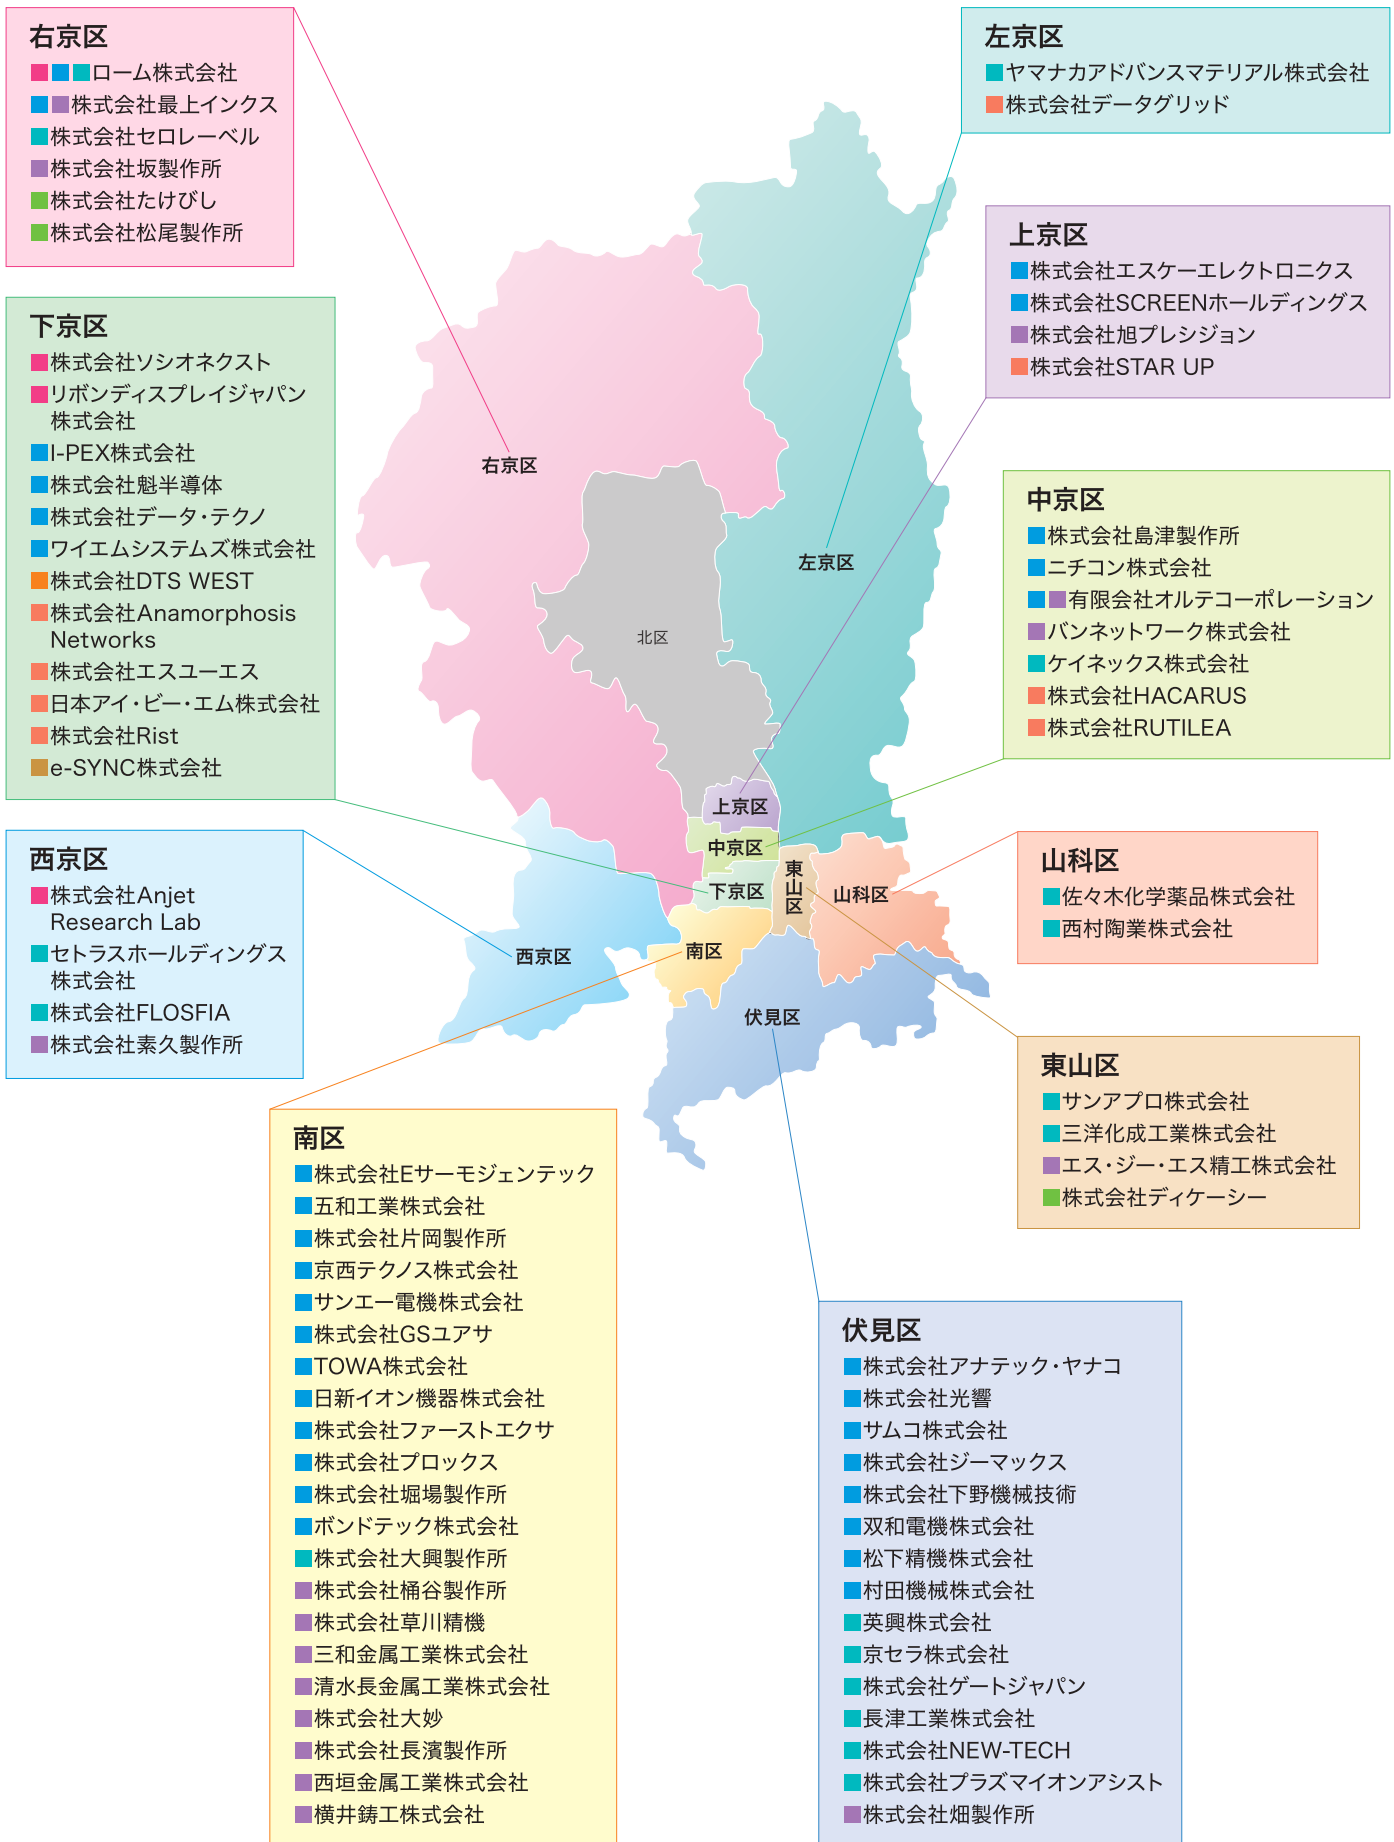 右京区
ローム株式会社
株式会社最上インクス
株式会社セロレーベル
株式会社坂製作所
株式会社たけびし
株式会社松尾製作所
下京区
株式会社ソシオネクスト
リボンディスプレイジャパン
株式会社
I-PEX株式会社
株式会社魁半導体
株式会社データ・テクノ
ワイエムシステムズ株式会社
株式会社DTS WEST
株式会社Anamorphosis
Networks
株式会社エスユーエス
日本アイ・ビー・エム株式会社
株式会社Rist
e-SYNC株式会社
西京区
株式会社Anjet
Research Lab
セトラスホールディングス
株式会社
株式会社FLOSFIA
株式会社素久製作所
左京区
ヤマナカアドバンスマテリアル株式会社
株式会社データグリッド
上京区
株式会社エスケーエレクトロニクス
株式会社SCREENホールディングス
株式会社旭プレシジョン
株式会社STAR UP
中京区
株式会社島津製作所
ニチコン株式会社
有限会社オルテコーポレーション
バンネットワーク株式会社
ケイネックス株式会社
株式会社HACARUS
株式会社RUTILEA
山科区
佐々木化学薬品株式会社
西村陶業株式会社
東山区
サンアプロ株式会社
三洋化成工業株式会社
エス・ジー・エス精工株式会社
株式会社ディケーシー
右京区
左京区
北区
上京区
中京区
下京区
東山区
山科区
西京区
南区
伏見区
南区
株式会社Eサーモジェンテック
五和工業株式会社
株式会社片岡製作所
京西テクノス株式会社
サンエー電機株式会社
株式会社GSユアサ
TOWA株式会社
日新イオン機器株式会社
株式会社ファーストエクサ
株式会社プロックス
株式会社堀場製作所
ボンドテック株式会社
株式会社大興製作所
株式会社桶谷製作所
株式会社草川精機
三和金属工業株式会社
清水長金属工業株式会社
株式会社大妙
株式会社長濱製作所
西垣金属工業株式会社
横井鋳工株式会社
伏見区
株式会社アナテック・ヤナコ
株式会社光響
サムコ株式会社
株式会社ジーマックス
株式会社下野機械技術
双和電機株式会社
松下精機株式会社
村田機械株式会社
英興株式会社
京セラ株式会社
株式会社ゲートジャパン
長津工業株式会社
株式会社NEW-TECH
株式会社プラズマイオンアシスト
株式会社畑製作所